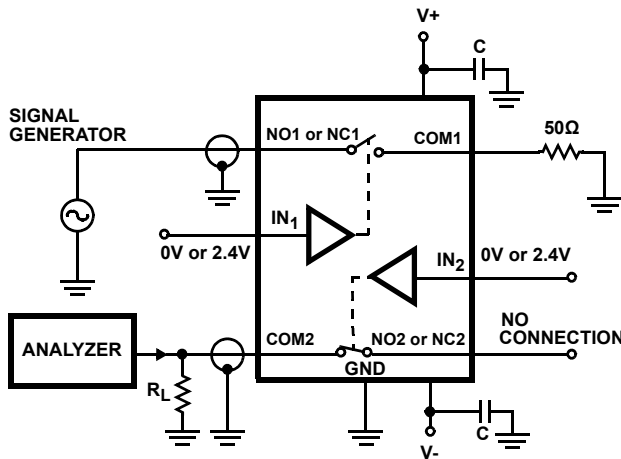 V+
C
SIGNAL
GENERATOR
NO1 or NC1
COM1
50Ω
IN1
0V or 2.4V
IN2
0V or 2.4V
ANALYZER
RL
COM2
NO2 or NC2
NO
CONNECTION
GND
C
V-